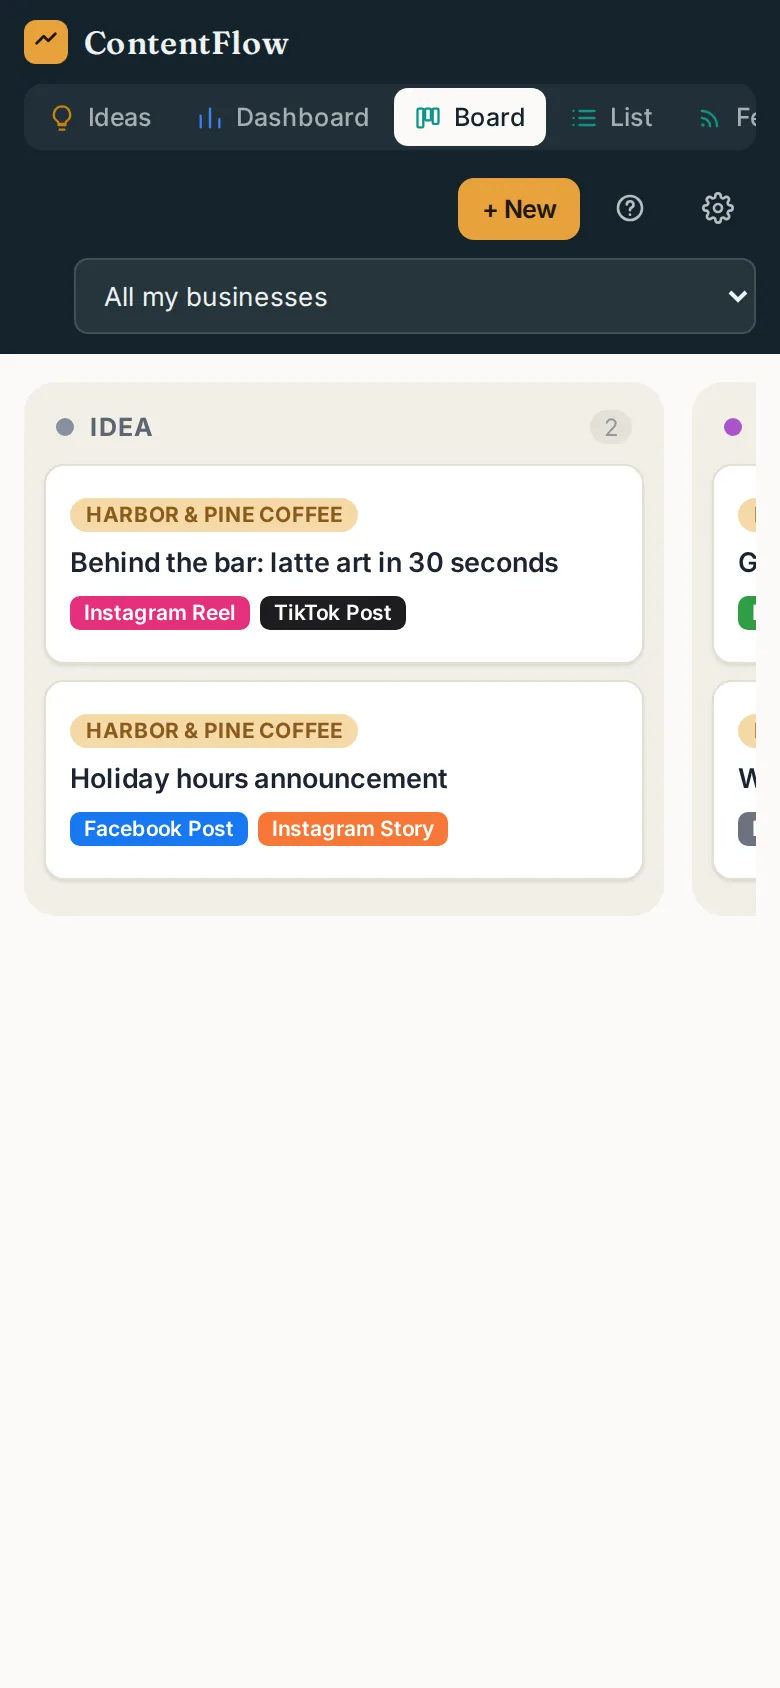 ContentFlow
Ideas Dashboard Board List
+ New
All my businesses
IDEA 2
HARBOR & PINE COFFEE
Behind the bar: latte art in 30 seconds
Instagram Reel TikTok Post
HARBOR & PINE COFFEE
Holiday hours announcement
Facebook Post Instagram Story